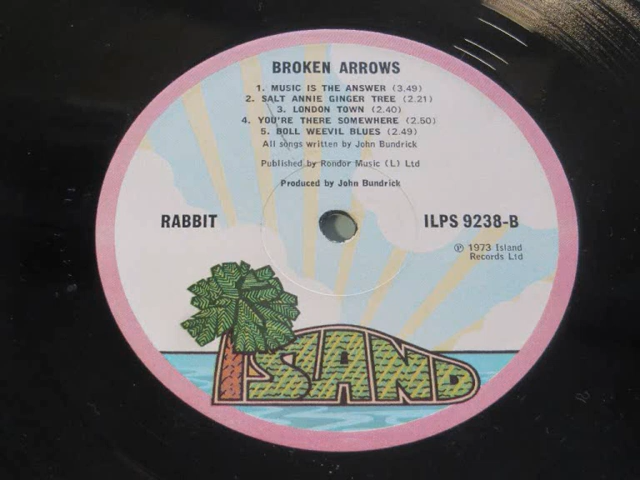 BROKEN ARROWS
1. MUSIC IS THE ANSWER (3.49)
2. SALT ANNIE GINGER TREE (2.21)
3. LONDON TOWN (2.40)
4. YOU'RE THERE SOMEWHERE (2.50)
5. BOLL WEEVIL BLUES (2.49)
All songs written by John Bundrick
Published by Rondor Music (L) Ltd
Produced by John Bundrick
RABBIT
ILPS 9238-B
℗ 1973 Island
Records Ltd
ISLAND